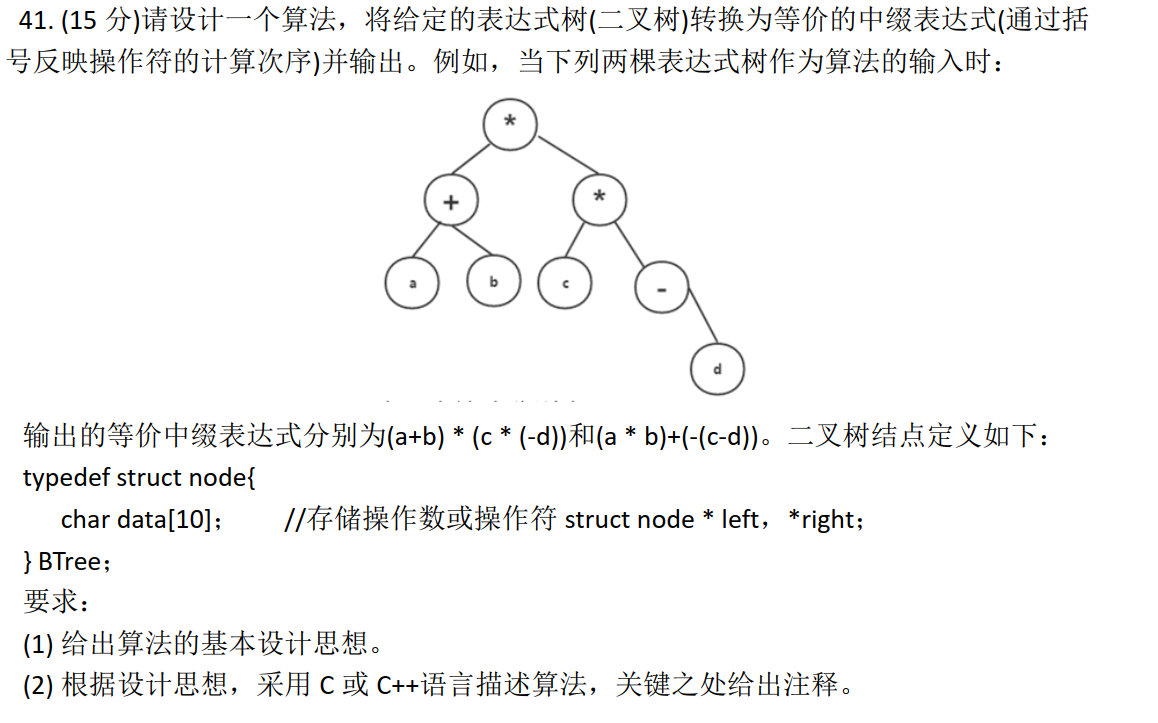 41. (15 分)请设计一个算法，将给定的表达式树(二叉树)转换为等价的中缀表达式(通过括
号反映操作符的计算次序)并输出。例如，当下列两棵表达式树作为算法的输入时：
*
+ *
a b c -
d
输出的等价中缀表达式分别为(a+b) * (c * (-d))和(a * b)+(-(c-d))。二叉树结点定义如下：
typedef struct node{
char data[10]； //存储操作数或操作符 struct node * left，*right；
} BTree；
要求：
(1) 给出算法的基本设计思想。
(2) 根据设计思想，采用 C 或 C++语言描述算法，关键之处给出注释。